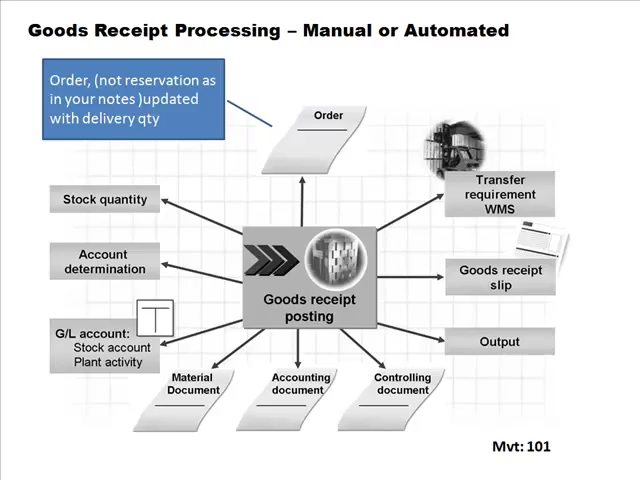 Goods Receipt Processing – Manual or Automated
Order, (not reservation as
in your notes )updated
with delivery qty
Order
Stock quantity
Transfer
requirement
WMS
Account
determination
Goods receipt
slip
Goods receipt
posting
G/L account:
Stock account
Plant activity
Output
Material
Document
Accounting
document
Controlling
document
Mvt: 101